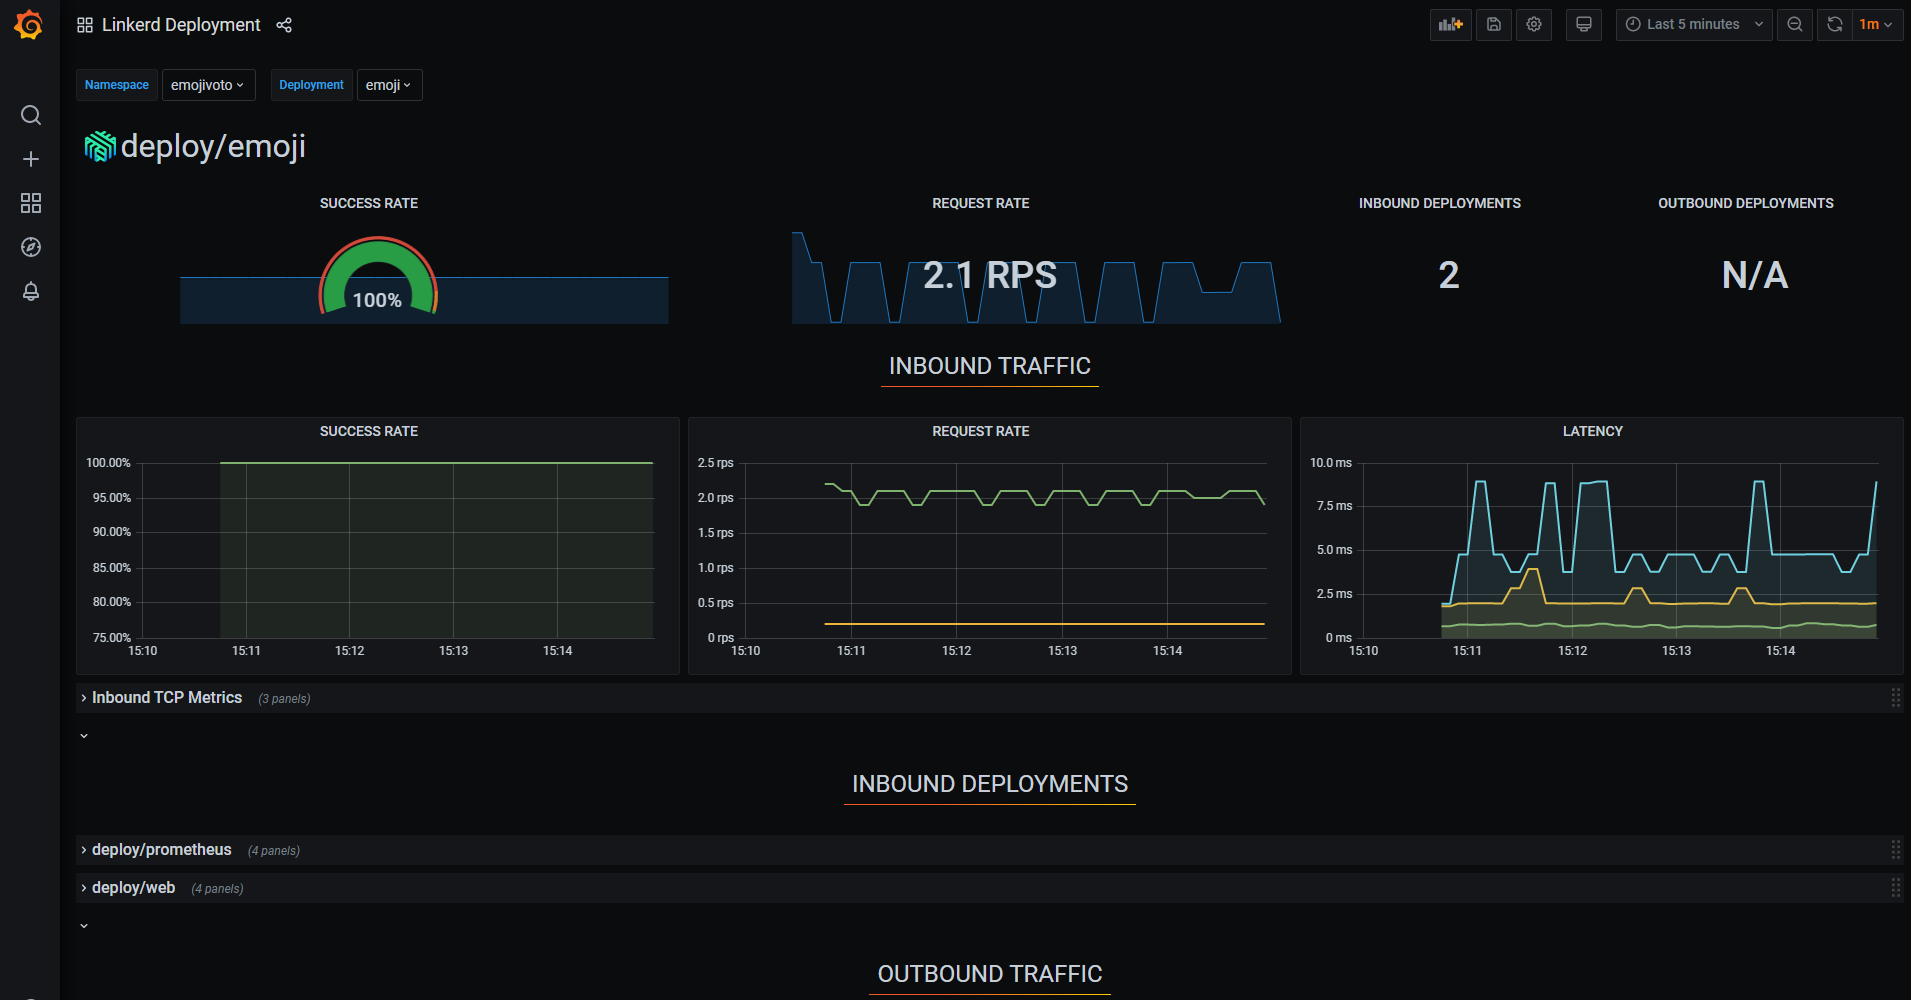 Linkerd Deployment
Last 5 minutes
1m
Namespace emojivoto Deployment emoji
deploy/emoji
SUCCESS RATE
100%
REQUEST RATE
2.1 RPS
INBOUND DEPLOYMENTS
2
OUTBOUND DEPLOYMENTS
N/A
INBOUND TRAFFIC
SUCCESS RATE
100.00%
95.00%
90.00%
85.00%
80.00%
75.00%
15:10 15:11 15:12 15:13 15:14
REQUEST RATE
2.5 rps
2.0 rps
1.5 rps
1.0 rps
0.5 rps
0 rps
15:10 15:11 15:12 15:13 15:14
LATENCY
10.0 ms
7.5 ms
5.0 ms
2.5 ms
0 ms
15:10 15:11 15:12 15:13 15:14
Inbound TCP Metrics (3 panels)
INBOUND DEPLOYMENTS
deploy/prometheus (4 panels)
deploy/web (4 panels)
OUTBOUND TRAFFIC